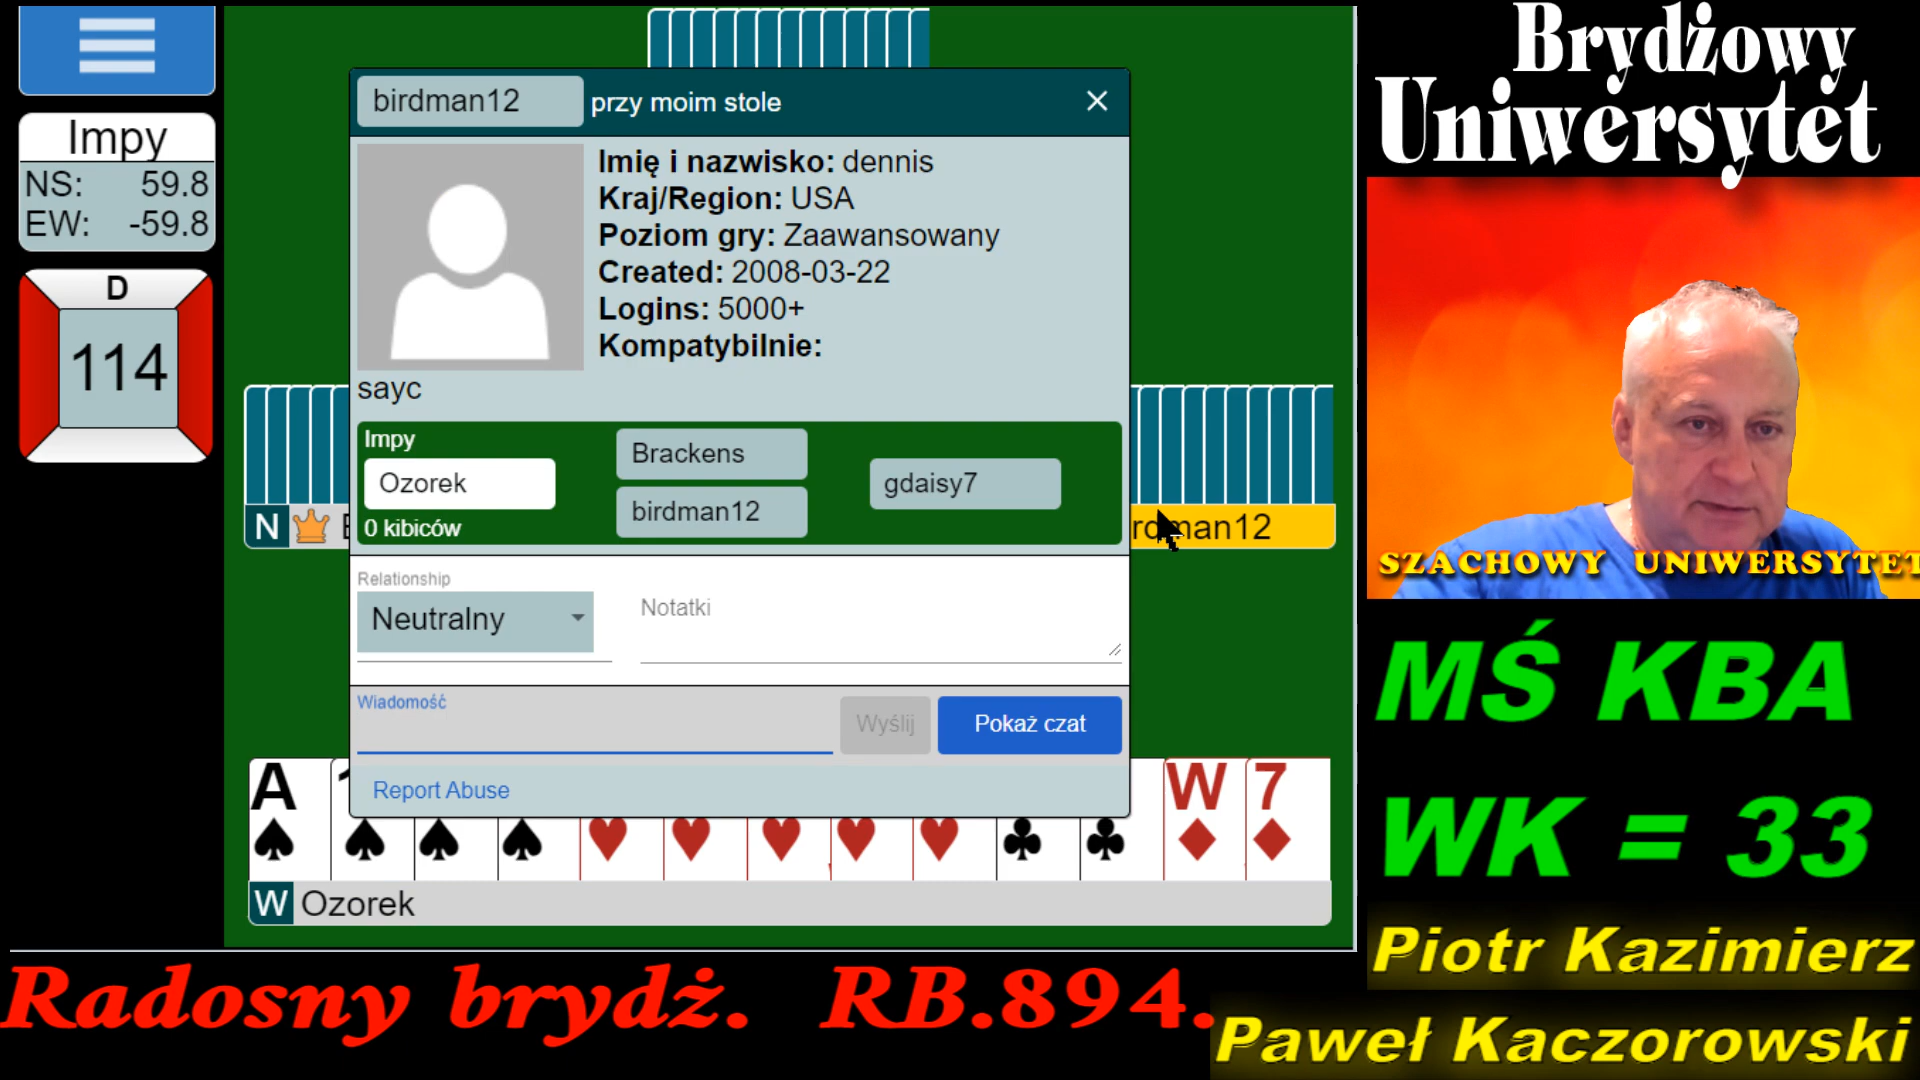 Impy
NS: 59.8
EW: -59.8
D
114
birdman12 przy moim stole
Imię i nazwisko: dennis
Kraj/Region: USA
Poziom gry: Zaawansowany
Created: 2008-03-22
Logins: 5000+
Kompatybilnie:
sayc
Impy
Brackens
Ozorek
gdaisy7
birdman12
0 kibiców
N
rdman12
Relationship
Neutralny
Notatki
Wiadomość
Wyślij
Pokaż czat
Report Abuse
A
W 7
W Ozorek
Brydżowy
Uniwersytet
SZACHOWY UNIWERSYTET
MŚ KBA
WK = 33
Piotr Kazimierz
Paweł Kaczorowski
Radosny brydż. RB.894.